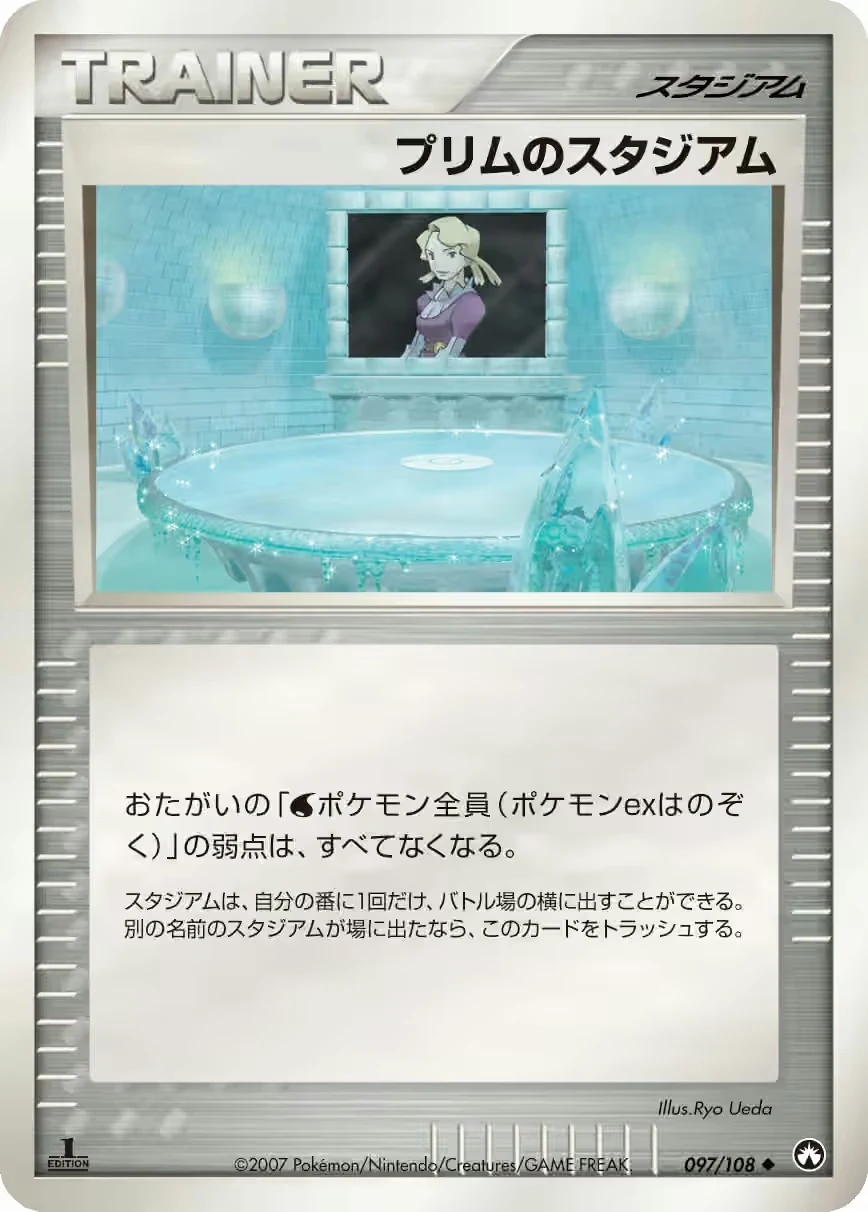 TRAINER
スタジアム
プリムのスタジアム
おたがいの「ポケモン全員（ポケモンexはのぞ
く）」の弱点は、すべてなくなる。
スタジアムは、自分の番に1回だけ、バトル場の横に出すことができる。
別の名前のスタジアムが場に出たなら、このカードをトラッシュする。
Illus.Ryo Ueda
1
EDITION
©2007 Pokémon/Nintendo/Creatures/GAME FREAK.
097/108